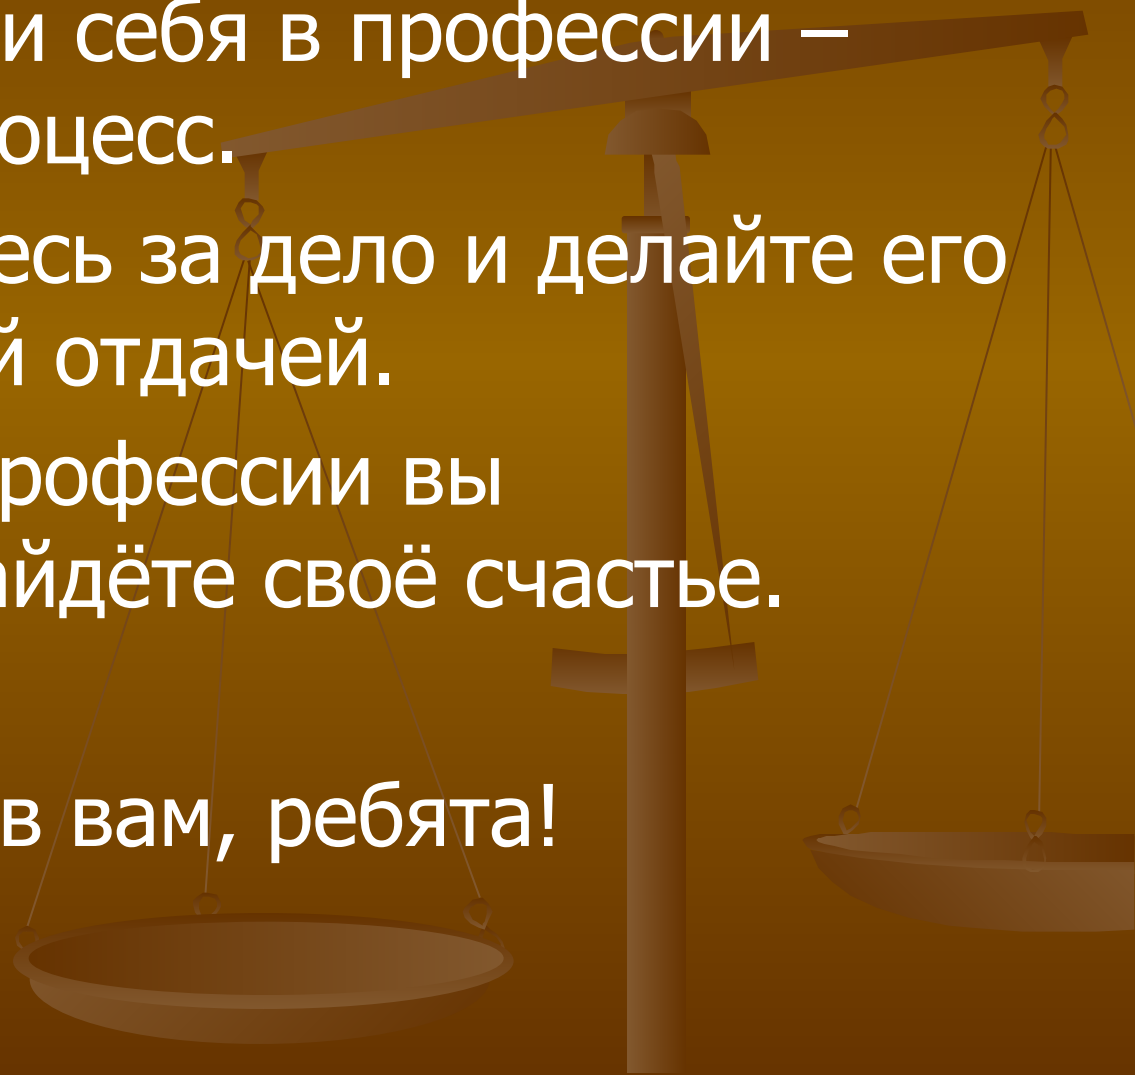 и себя в профессии –
оцесс.
есь за дело и делайте его
й отдачей.
рофессии вы
айдёте своё счастье.
в вам, ребята!